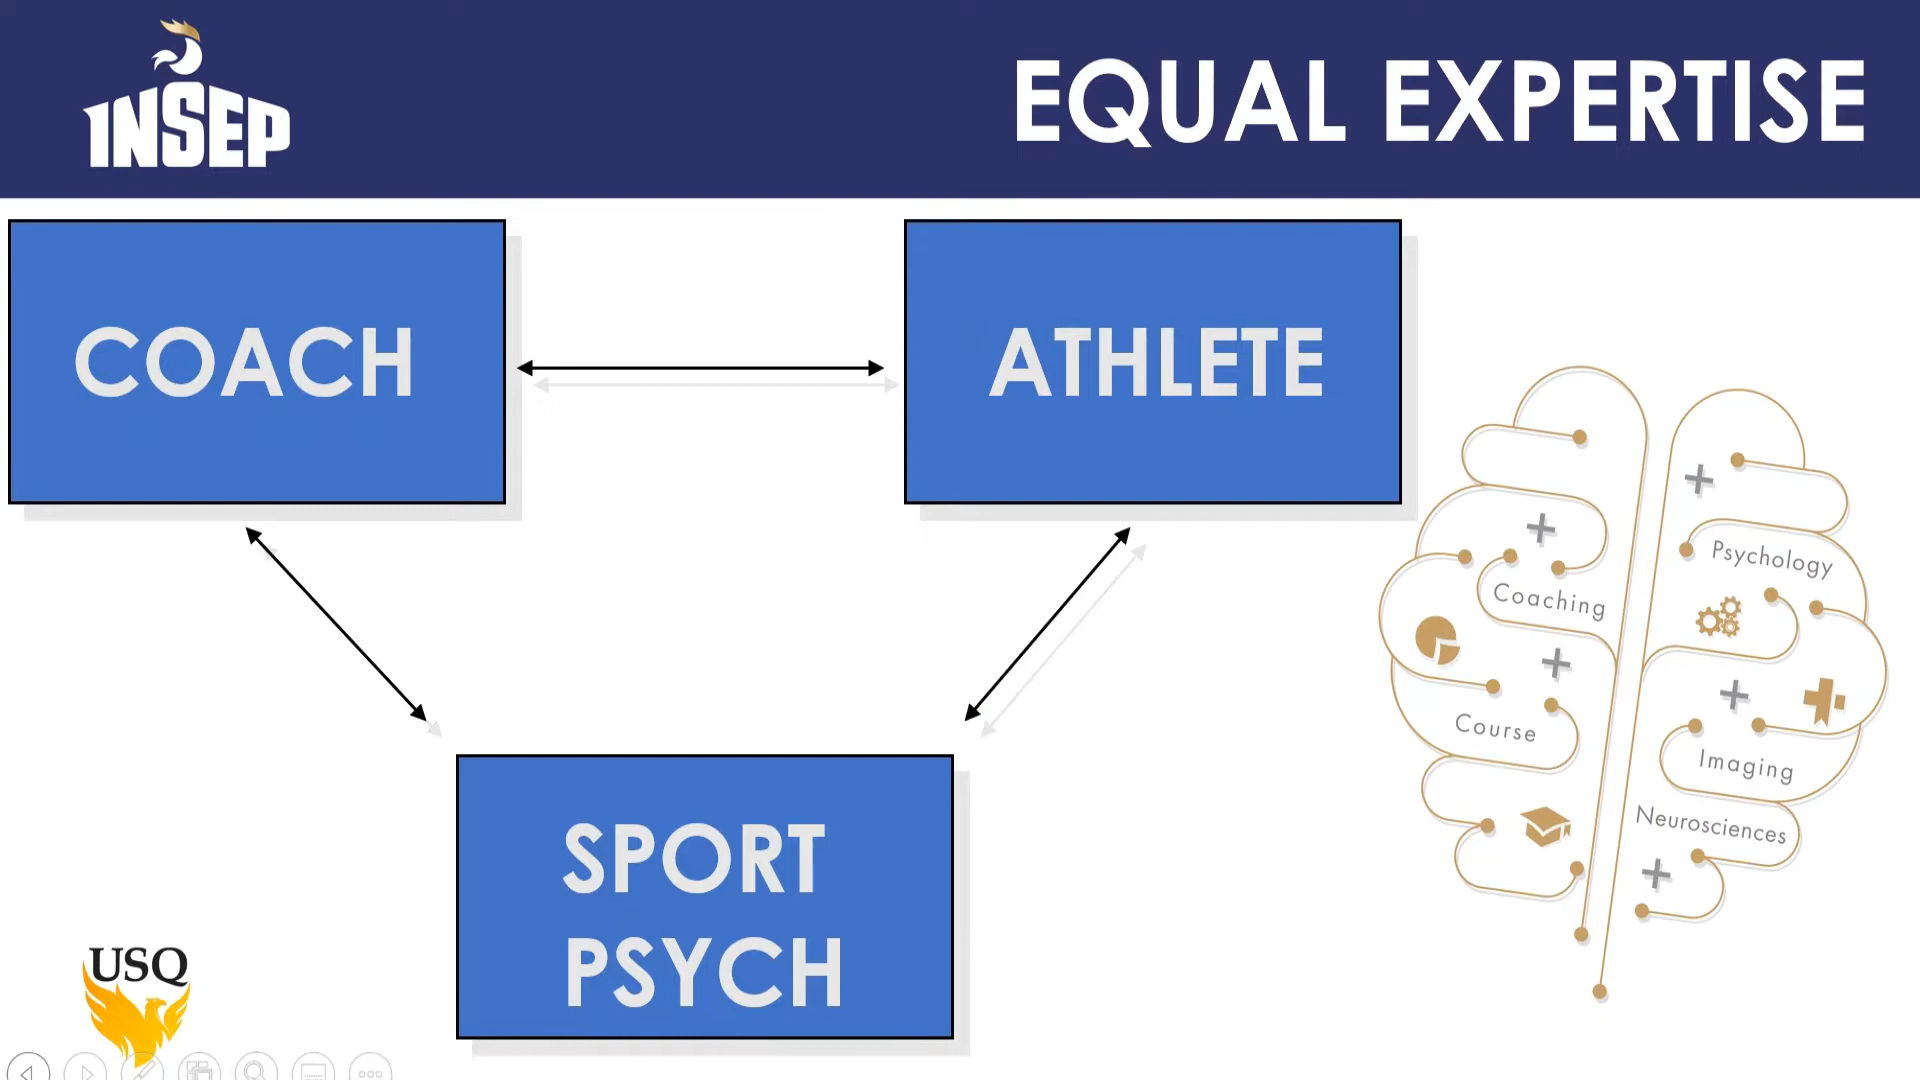 INSEP
EQUAL EXPERTISE
COACH
ATHLETE
SPORT
PSYCH
Coaching
Course
Psychology
Imaging
Neurosciences
USQ